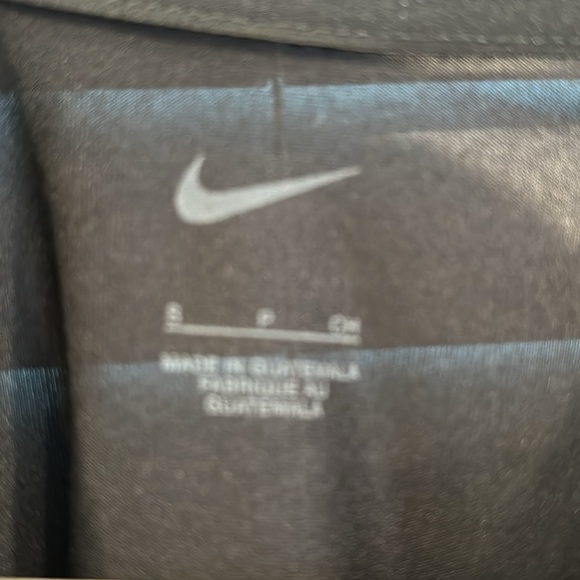 S P CH
MADE IN GUATEMALA
FABRIQUÉ AU
GUATEMALA